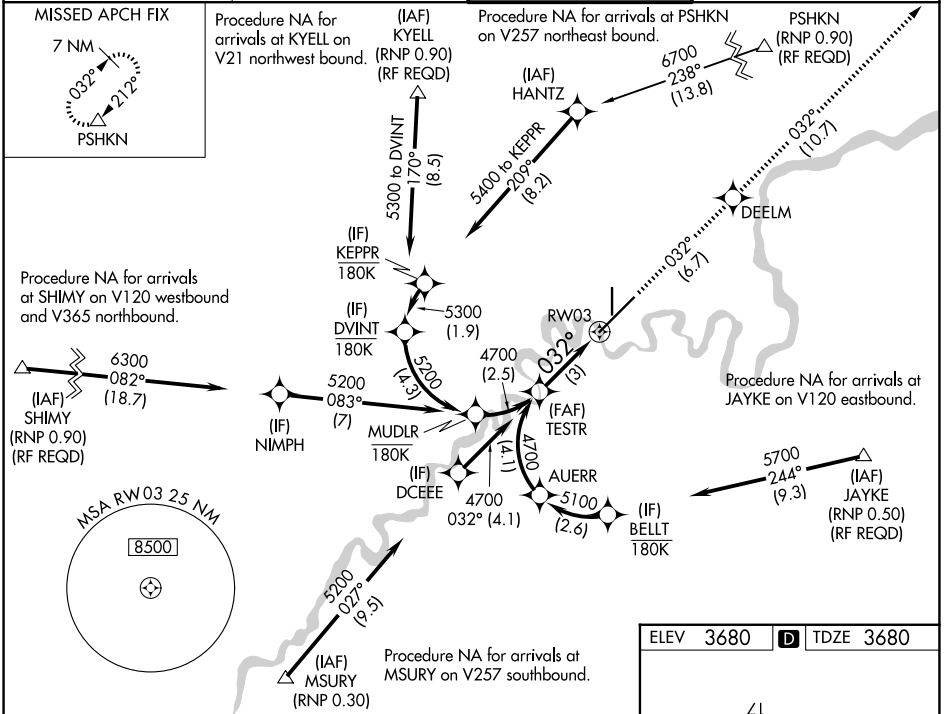 MISSED APCH FIX
7 NM
032°
212°
PSHKN
Procedure NA for
arrivals at KYELL on
V21 northwest bound.
(IAF)
KYELL
(RNP 0.90)
(RF REQD)
Procedure NA for arrivals at PSHKN
on V257 northeast bound.
PSHKN
(RNP 0.90)
(RF REQD)
6700
238°
(13.8)
(IAF)
HANTZ
5300 to DVINT
170°
(8.5)
5400 to KEPPR
209°
(8.2)
032°
(10.7)
DEELM
032°
(6.7)
(IF)
KEPPR
180K
5300
(1.9)
(IF)
DVINT
180K
5200
(4.3)
RW03
4700
(2.5)
032°
(3)
Procedure NA for arrivals
at SHIMY on V120 westbound
and V365 northbound.
6300
082°
(18.7)
(IAF)
SHIMY
(RNP 0.90)
(RF REQD)
5200
083°
(7)
(IF)
NIMPH
MUDLR
180K
(FAF)
TESTR
Procedure NA for arrivals at
JAYKE on V120 eastbound.
4700
(4.1)
(IF)
DCEEE
4700
032° (4.1)
AUERR
5100
(2.6)
(IF)
BELLT
180K
5700
244°
(9.3)
(IAF)
JAYKE
(RNP 0.50)
(RF REQD)
MSA RW03 25 NM
8500
5200
027°
(9.5)
(IAF)
MSURY
(RNP 0.30)
Procedure NA for arrivals at
MSURY on V257 southbound.
ELEV 3680 D TDZE 3680